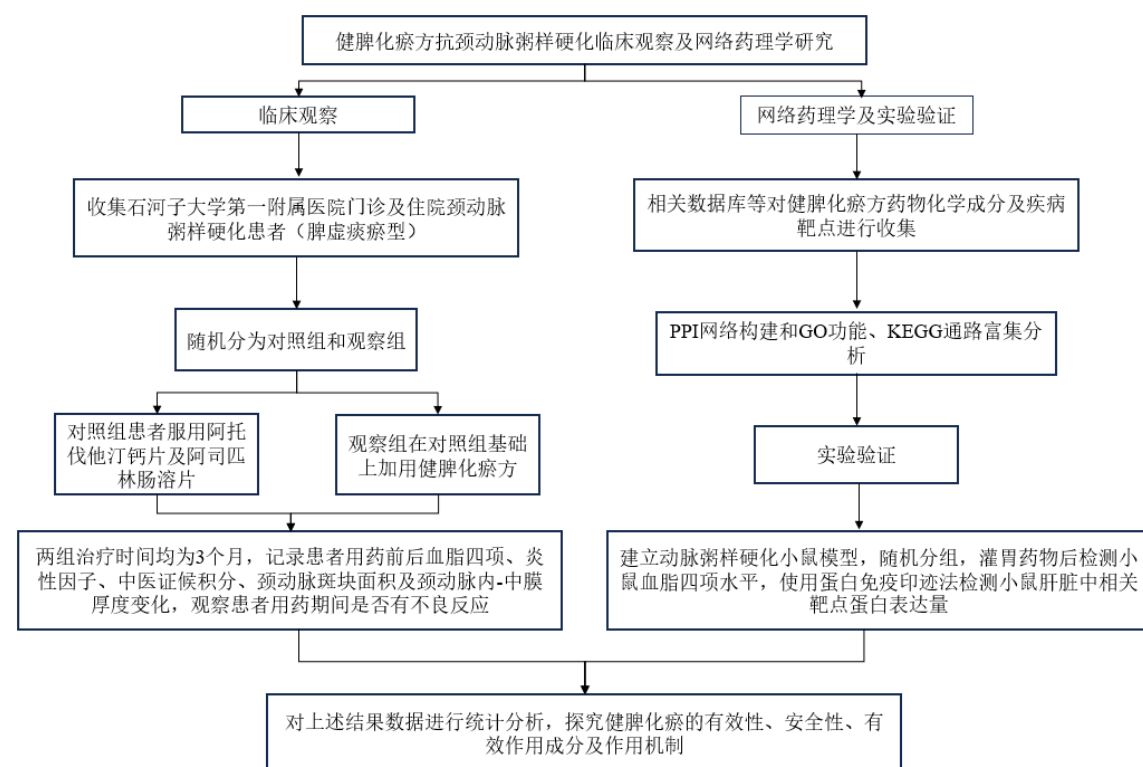 健脾化瘀方抗颈动脉粥样硬化临床观察及网络药理学研究
临床观察
网络药理学及实验验证
收集石河子大学第一附属医院门诊及住院颈动脉
粥样硬化患者（脾虚痰瘀型）
相关数据库等对健脾化瘀方药物化学成分及疾病
靶点进行收集
随机分为对照组和观察组
PPI网络构建和GO功能、KEGG通路富集分
析
对照组患者服用阿托
伐他汀钙片及阿司匹
林肠溶片
观察组在对照组基础
上加用健脾化瘀方
实验验证
两组治疗时间均为3个月，记录患者用药前后血脂四项、炎
性因子、中医证候积分、颈动脉斑块面积及颈动脉内-中膜
厚度变化，观察患者用药期间是否有不良反应
建立动脉粥样硬化小鼠模型，随机分组，灌胃药物后检测小
鼠血脂四项水平，使用蛋白免疫印迹法检测小鼠肝脏中相关
靶点蛋白表达量
对上述结果数据进行统计分析，探究健脾化瘀的有效性、安全性、有
效作用成分及作用机制